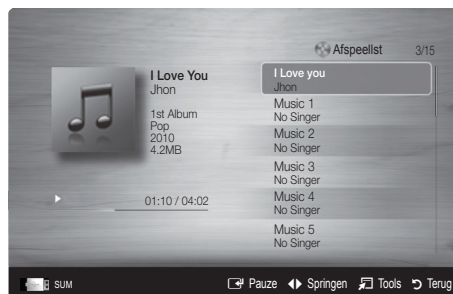 Afspeellst 3/15
I Love You
Jhon
1st Album
Pop
2010
4.2MB
01:10 / 04:02
I Love you
Jhon
Music 1
No Singer
Music 2
No Singer
Music 3
No Singer
Music 4
No Singer
Music 5
No Singer
SUM Pauze Springen Tools Terug